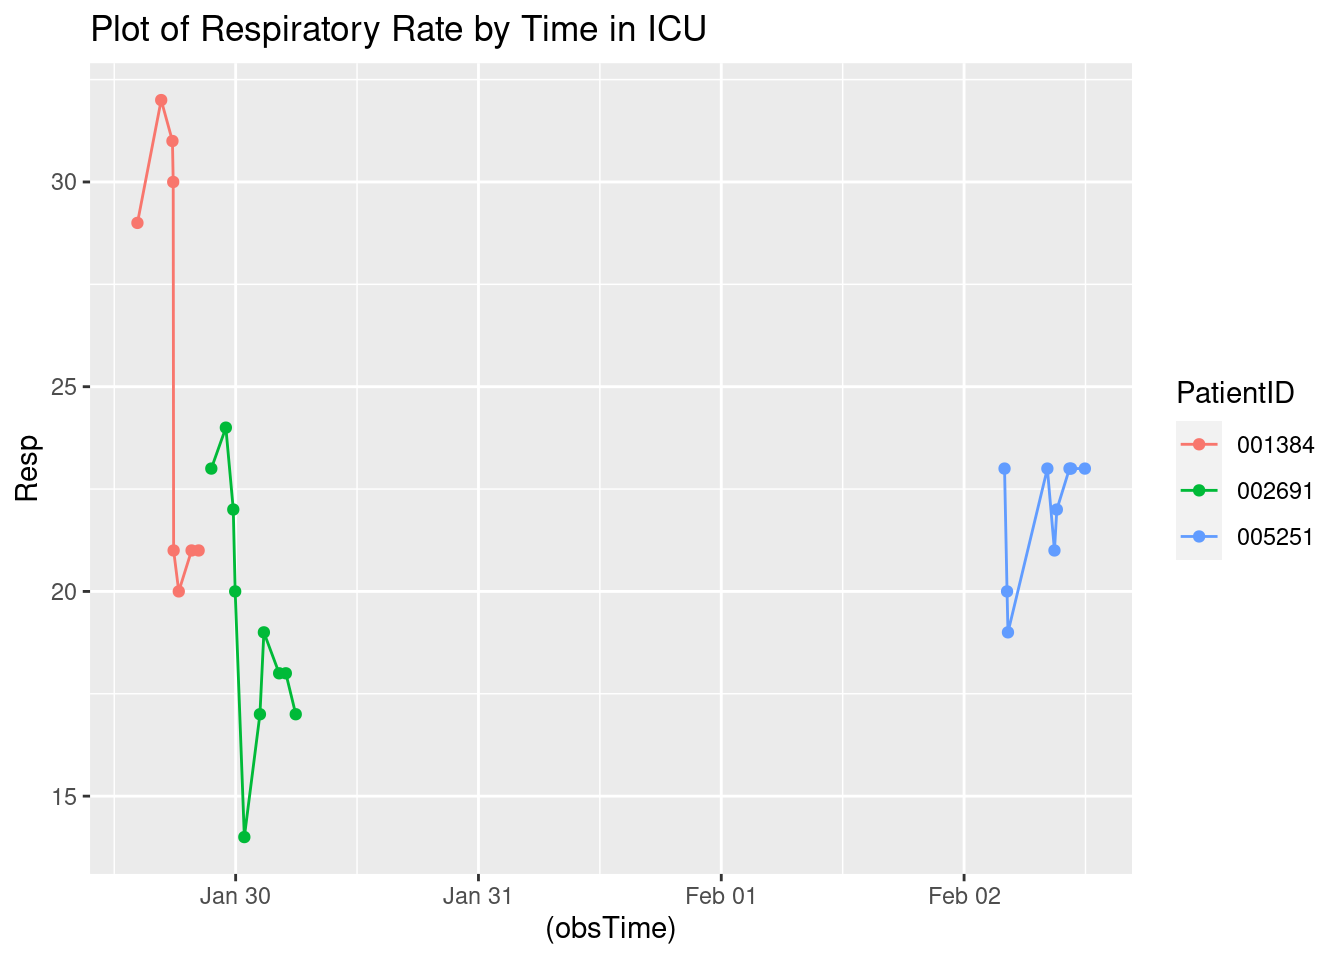 Plot of Respiratory Rate by Time in ICU
30
25
20
15
Resp
Jan 30
Jan 31
Feb 01
Feb 02
(obsTime)
PatientID
001384
002691
005251